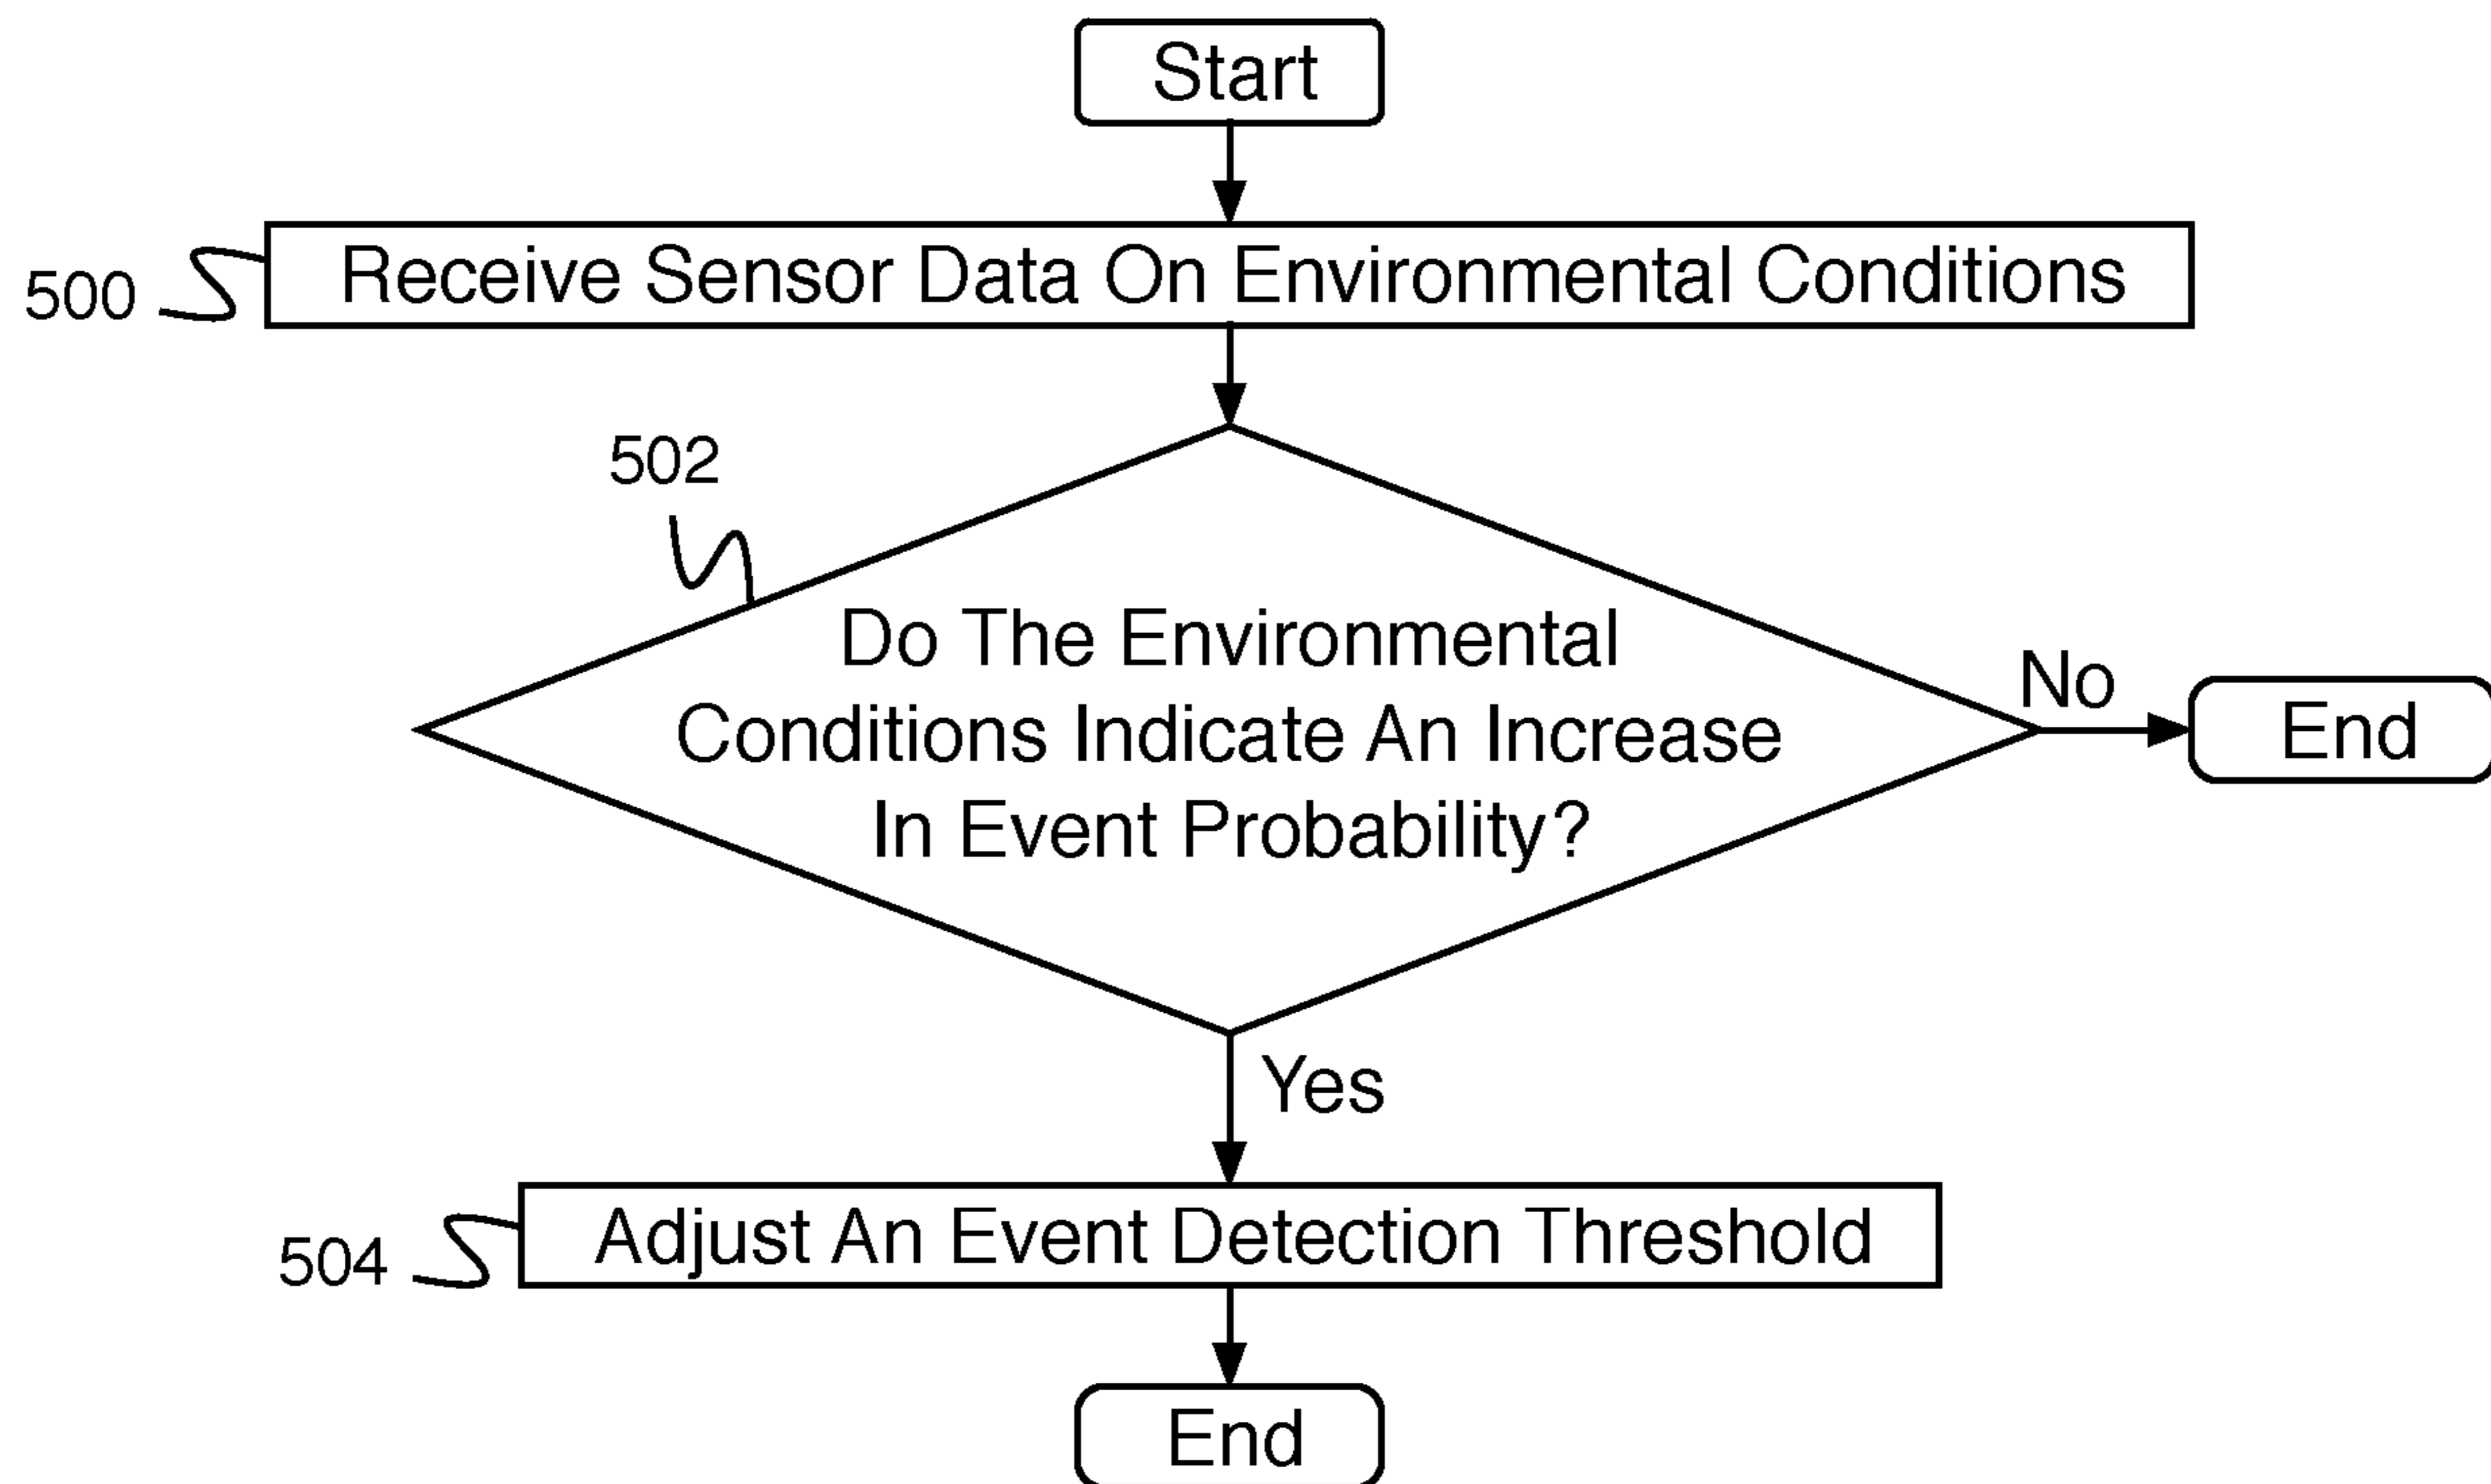 Start
500
Receive Sensor Data On Environmental Conditions
502
Do The Environmental
Conditions Indicate An Increase
In Event Probability?
No
End
Yes
504
Adjust An Event Detection Threshold
End